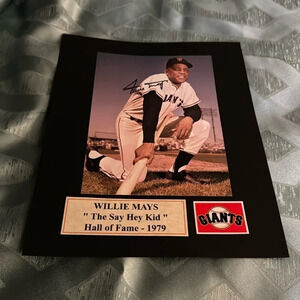 WILLIE MAYS
" The Say Hey Kid "
Hall of Fame - 1979
GIANTS